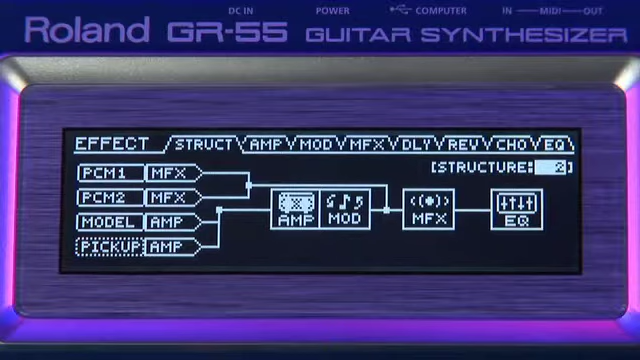 DC IN POWER COMPUTER IN MIDI OUT
Roland GR-55 GUITAR SYNTHESIZER
EFFECT STRUCT AMP MOD MFX DLY REV CHO EQ
[STRUCTURE: 2]
PCM1 MFX
PCM2 MFX
MODEL AMP
PICKUP AMP
AMP MOD MFX EQ